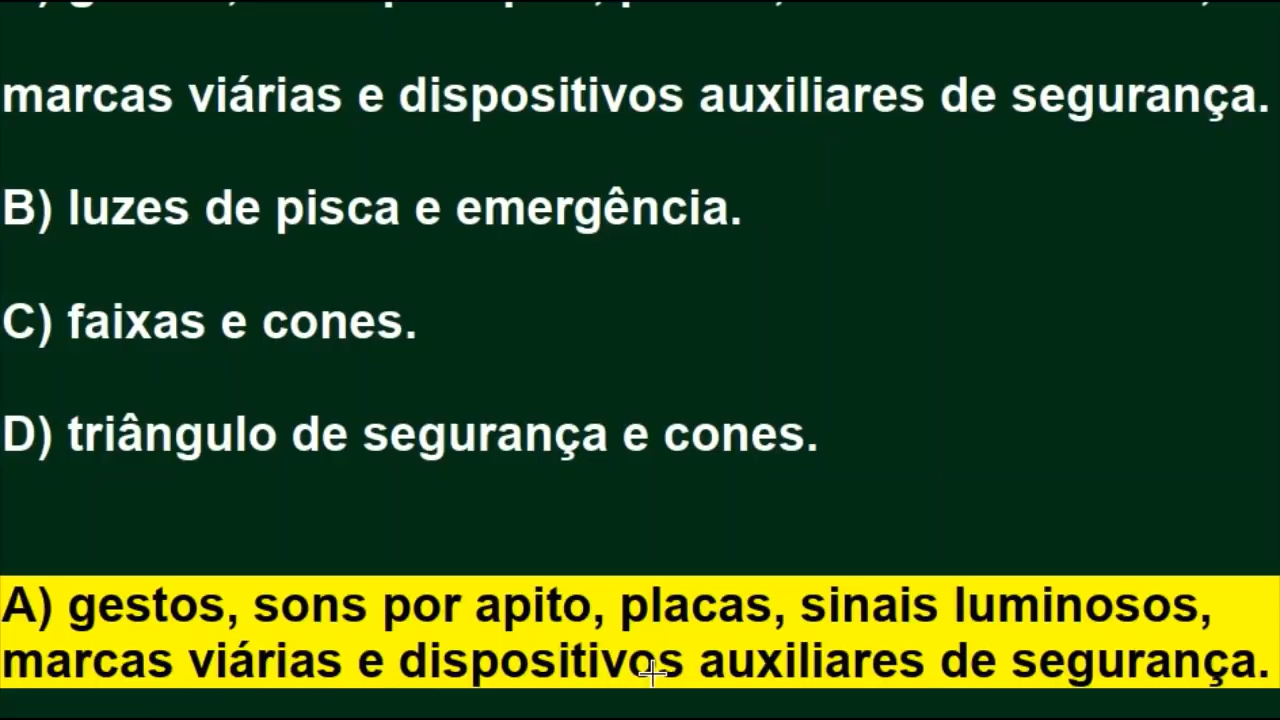 marcas viárias e dispositivos auxiliares de segurança.
B) luzes de pisca e emergência.
C) faixas e cones.
D) triângulo de segurança e cones.
A) gestos, sons por apito, placas, sinais luminosos,
marcas viárias e dispositivos auxiliares de segurança.